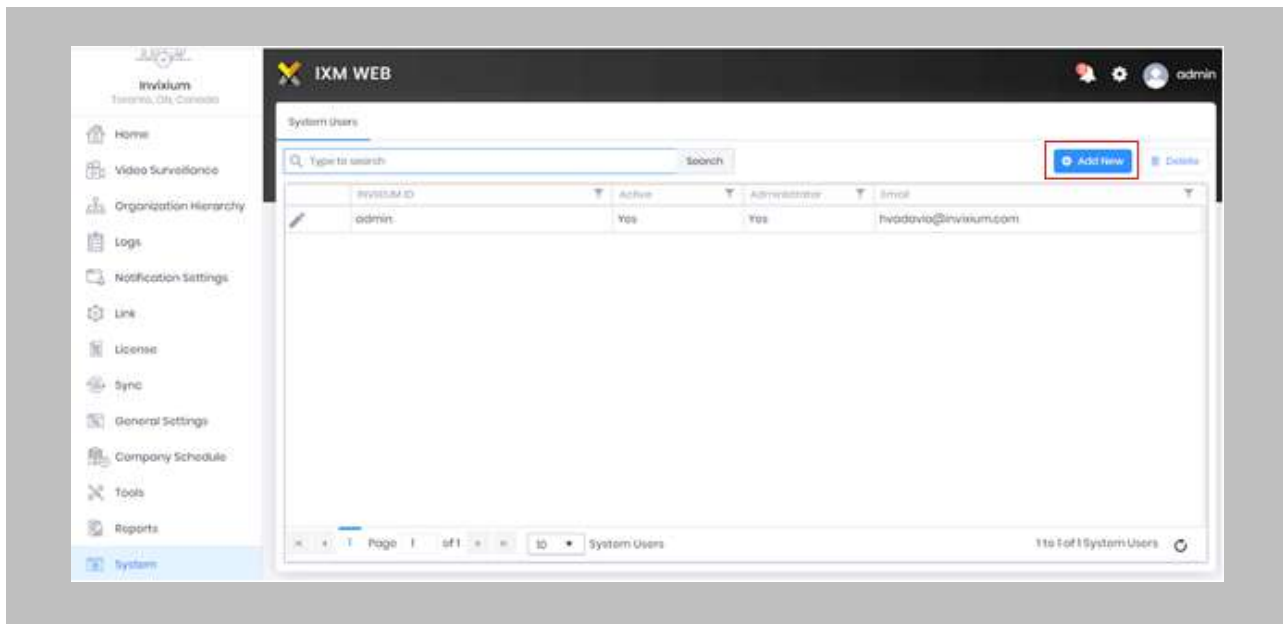 Invixium
Toronto, ON, Canada
Home
Video Surveillance
Organization Hierarchy
Logs
Notification Settings
Link
License
Sync
General Settings
Company Schedule
Tools
Reports
System
IXM WEB
admin
System Users
Type to search Search Add New Delete
INVIXIUM ID Active Administrator Email
admin Yes Yes hvadavia@invixium.com
1 Page 1 of 1 10 System Users 1 to 1 of 1 System Users